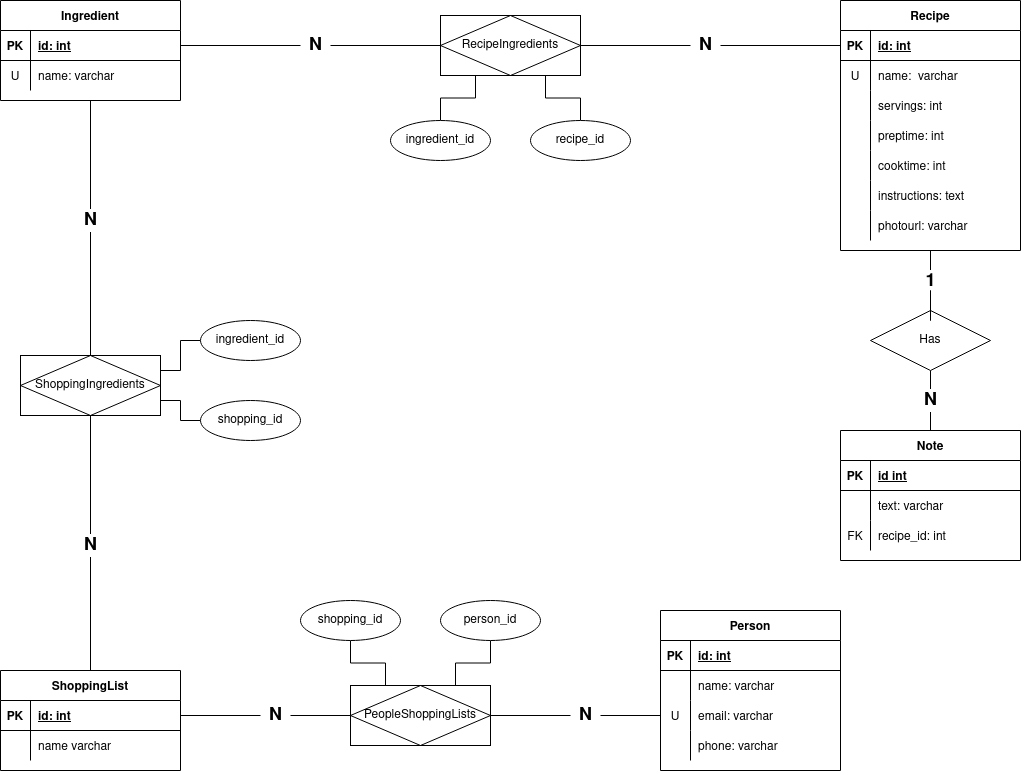 Ingredient
PK id: int
U name: varchar
N
RecipeIngredients
N
ingredient_id
recipe_id
Recipe
PK id: int
U name: varchar
servings: int
preptime: int
cooktime: int
instructions: text
photourl: varchar
N
1
Has
N
ShoppingIngredients
ingredient_id
shopping_id
Note
PK id int
text: varchar
FK recipe_id: int
N
ShoppingList
PK id: int
name varchar
N
PeopleShoppingLists
N
shopping_id
person_id
Person
PK id: int
name: varchar
U email: varchar
phone: varchar